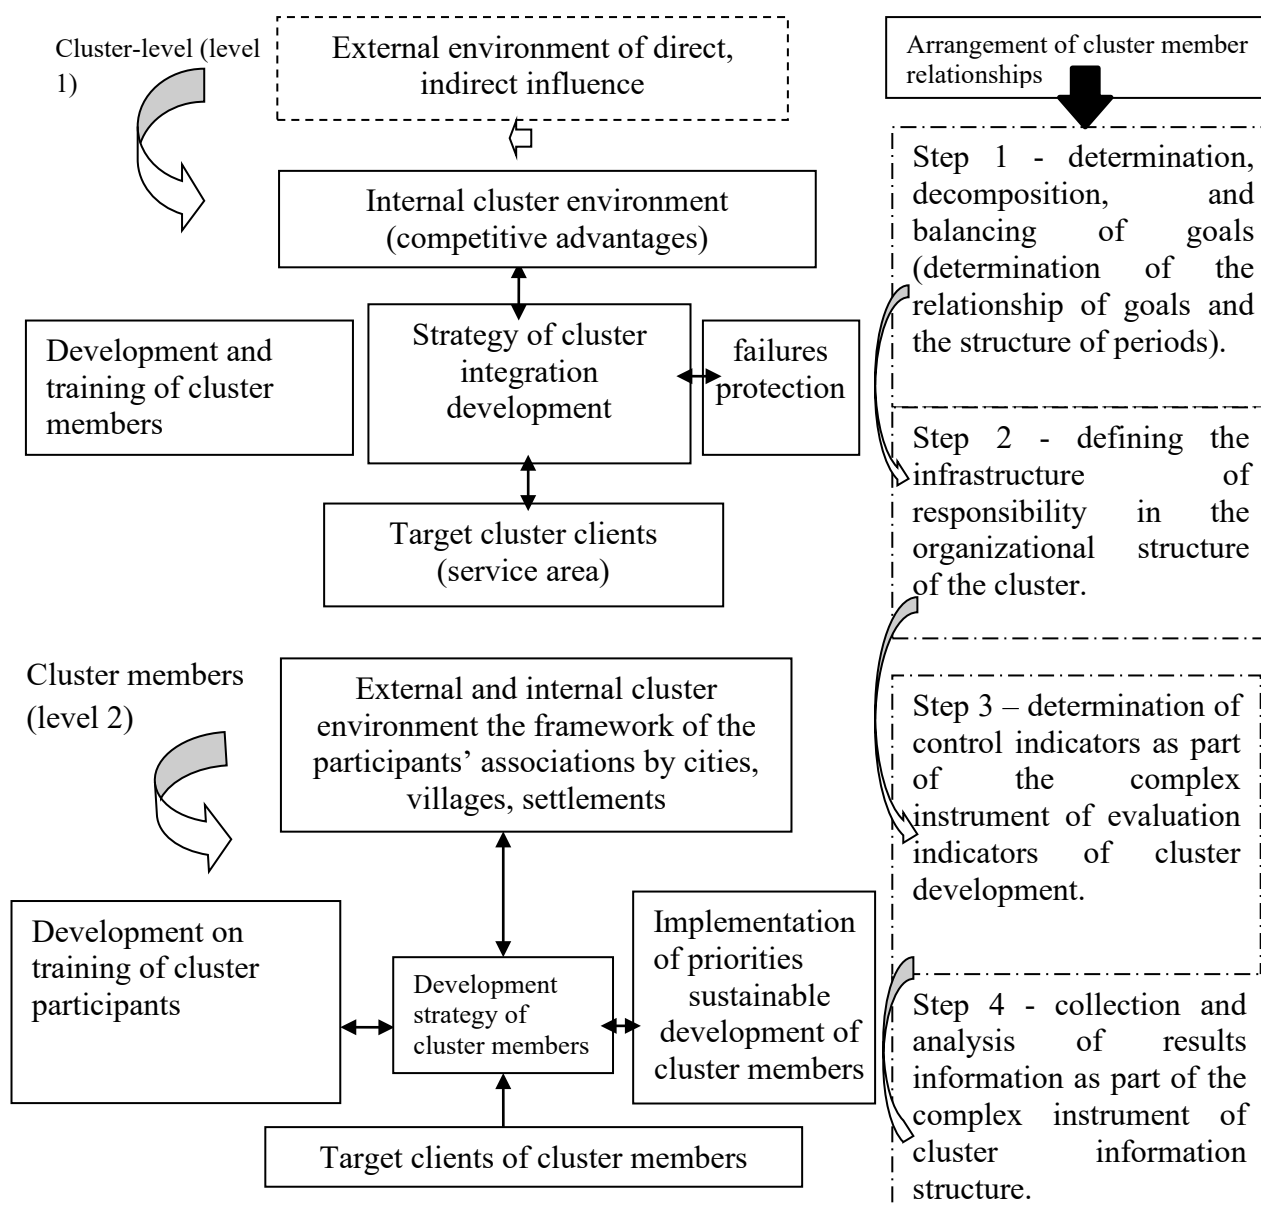 Cluster-level (level
1)
External environment of direct,
indirect influence
Internal cluster environment
(competitive advantages)
Development and
training of cluster
members
Strategy of cluster
integration
development
failures
protection
Target cluster clients
(service area)
Cluster members
(level 2)
External and internal cluster
environment the framework of the
participants’ associations by cities,
villages, settlements
Development on
training of cluster
participants
Development
strategy of
cluster members
Implementation
of priorities
sustainable
development of
cluster members
Target clients of cluster members
Arrangement of cluster member
relationships
Step 1 - determination,
decomposition, and
balancing of goals
(determination of the
relationship of goals and
the structure of periods).
Step 2 - defining the
infrastructure of
responsibility in the
organizational structure
of the cluster.
Step 3 – determination of
control indicators as part
of the complex
instrument of evaluation
indicators of cluster
development.
Step 4 - collection and
analysis of results
information as part of the
complex instrument of
cluster information
structure.